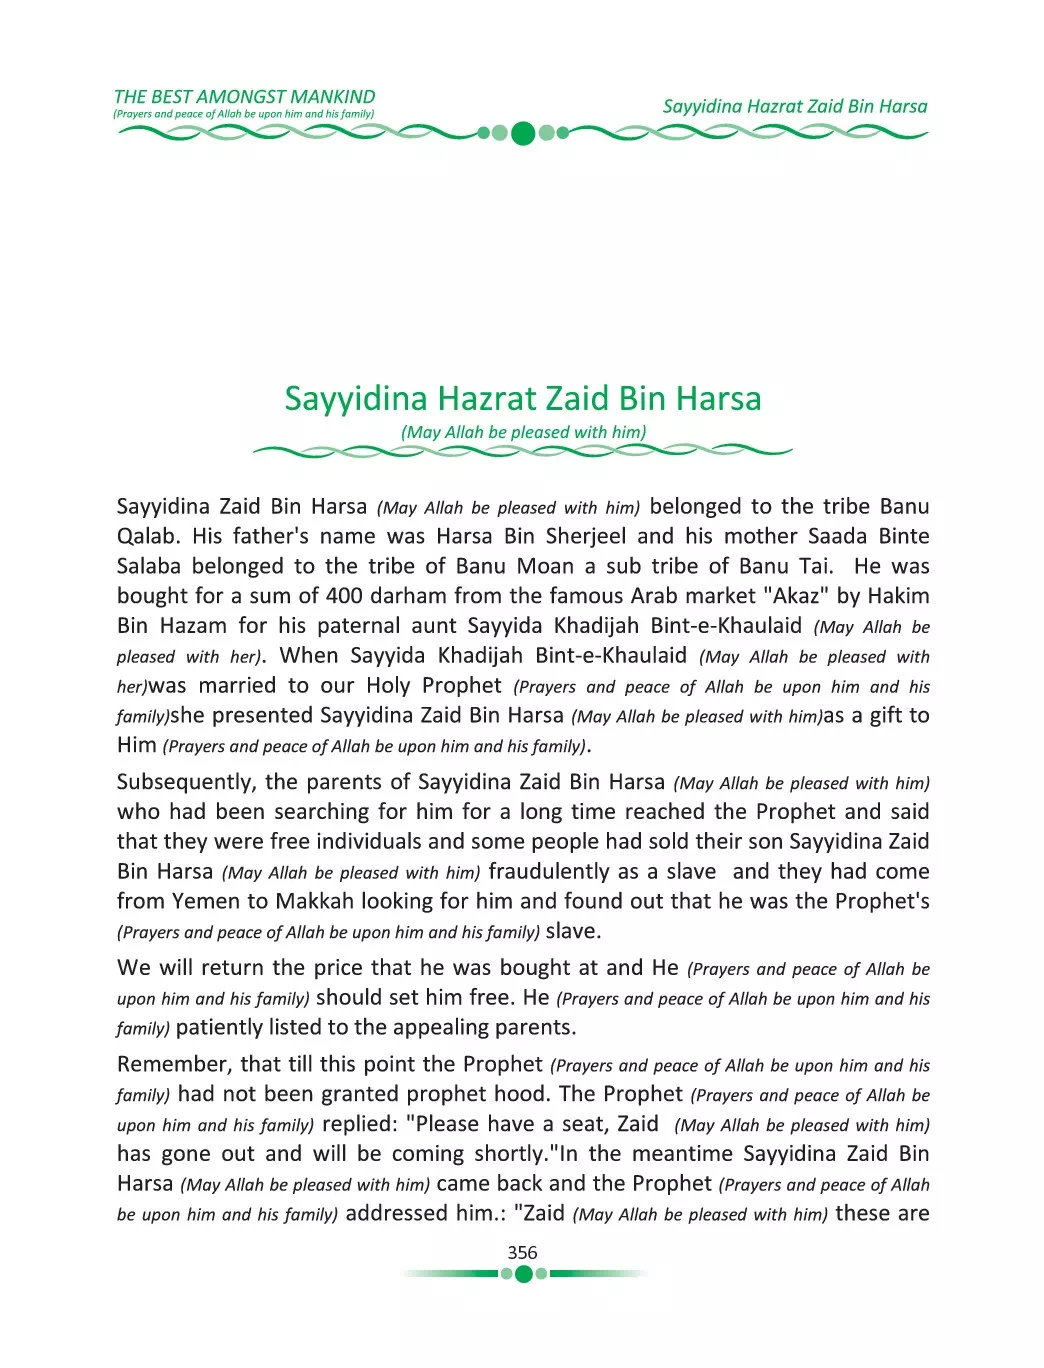 THE BEST AMONGST MANKIND
(Prayers and peace of Allah be upon him and his family)
Sayyidina Hazrat Zaid Bin Harsa
Sayyidina Hazrat Zaid Bin Harsa
(May Allah be pleased with him)
Sayyidina Zaid Bin Harsa (May Allah be pleased with him) belonged to the tribe Banu
Qalab. His father's name was Harsa Bin Sherjeel and his mother Saada Binte
Salaba belonged to the tribe of Banu Moan a sub tribe of Banu Tai.  He was
bought for a sum of 400 darham from the famous Arab market "Akaz" by Hakim
Bin Hazam for his paternal aunt Sayyida Khadijah Bint-e-Khaulaid (May Allah be
pleased with her). When Sayyida Khadijah Bint-e-Khaulaid (May Allah be pleased with
her)was married to our Holy Prophet (Prayers and peace of Allah be upon him and his
family)she presented Sayyidina Zaid Bin Harsa (May Allah be pleased with him)as a gift to
Him (Prayers and peace of Allah be upon him and his family).
Subsequently, the parents of Sayyidina Zaid Bin Harsa (May Allah be pleased with him)
who had been searching for him for a long time reached the Prophet and said
that they were free individuals and some people had sold their son Sayyidina Zaid
Bin Harsa (May Allah be pleased with him) fraudulently as a slave  and they had come
from Yemen to Makkah looking for him and found out that he was the Prophet's
(Prayers and peace of Allah be upon him and his family) slave.
We will return the price that he was bought at and He (Prayers and peace of Allah be
upon him and his family) should set him free. He (Prayers and peace of Allah be upon him and his
family) patiently listed to the appealing parents.
Remember, that till this point the Prophet (Prayers and peace of Allah be upon him and his
family) had not been granted prophet hood. The Prophet (Prayers and peace of Allah be
upon him and his family) replied: "Please have a seat, Zaid  (May Allah be pleased with him)
has gone out and will be coming shortly."In the meantime Sayyidina Zaid Bin
Harsa (May Allah be pleased with him) came back and the Prophet (Prayers and peace of Allah
be upon him and his family) addressed him.: "Zaid (May Allah be pleased with him) these are
356